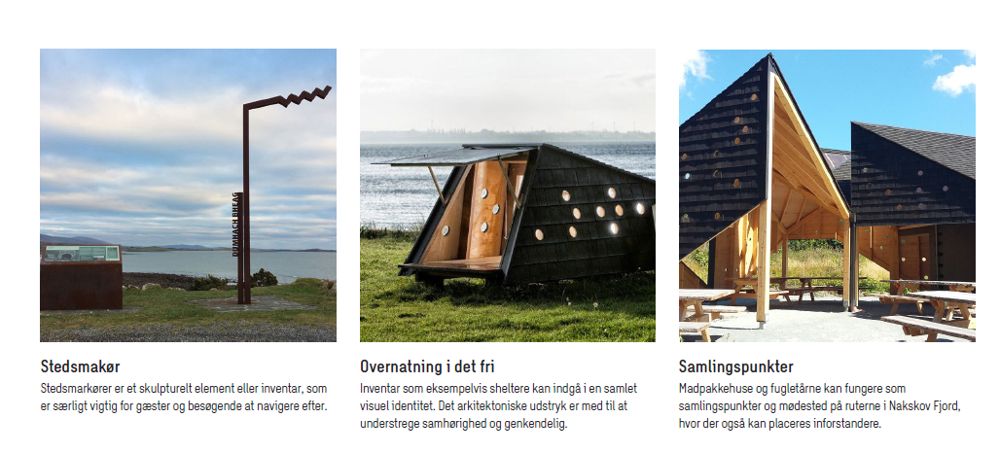 DUMHACH BHEAG
Stedsmakør
Stedsmarkører er et skulpturelt element eller inventar, som
er særligt vigtig for gæster og besøgende at navigere efter.
Overnatning i det fri
Inventar som eksempelvis sheltere kan indgå i en samlet
visuel identitet. Det arkitektoniske udstryk er med til at
understrege samhørighed og genkendelig.
Samlingspunkter
Madpakkehuse og fugletårne kan fungere som
samlingspunkter og mødested på ruterne i Nakskov Fjord,
hvor der også kan placeres inforstandere.